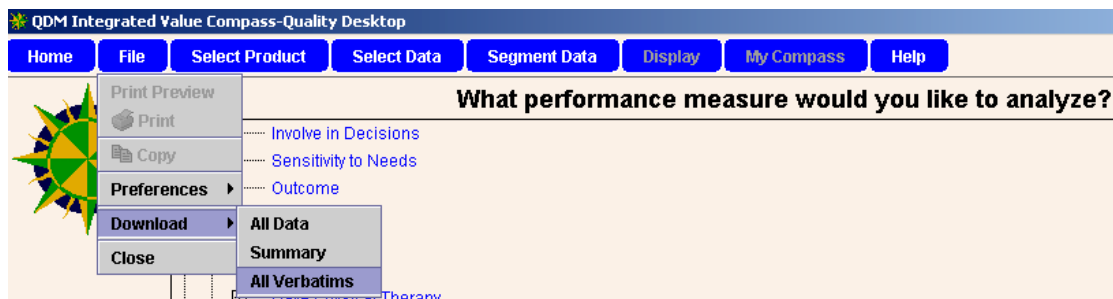 QDM Integrated Value Compass-Quality Desktop
Home File Select Product Select Data Segment Data Display My Compass Help
What performance measure would you like to analyze?
Print Preview
Print
Copy
Preferences
Download
Close
All Data
Summary
All Verbatims
Involve in Decisions
Sensitivity to Needs
Outcome
Therapy